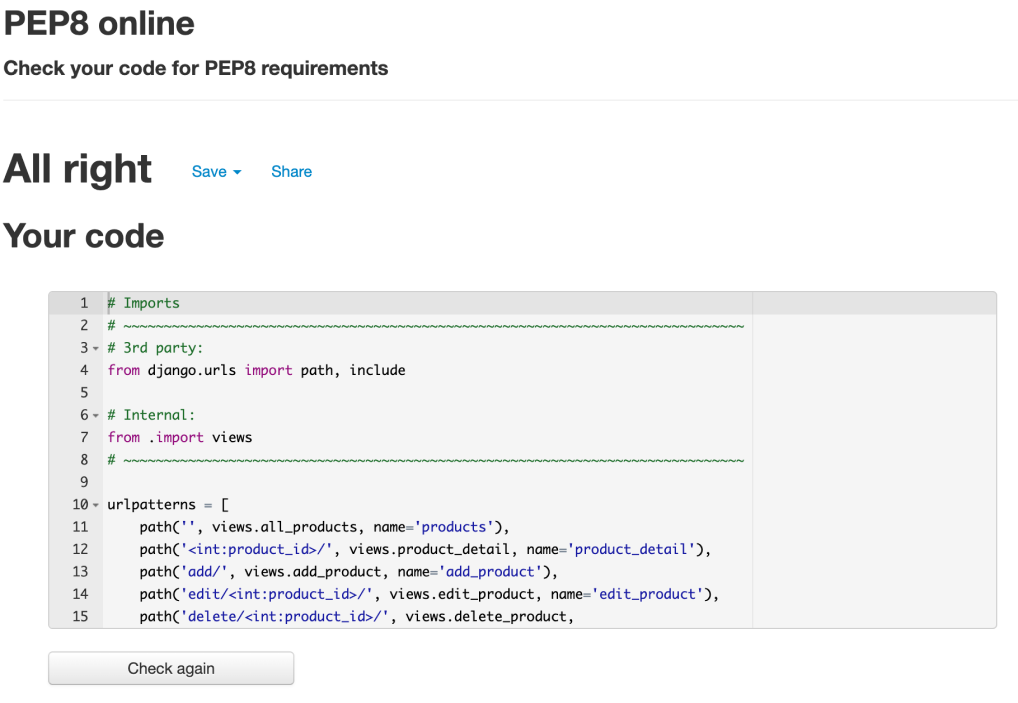 PEP8 online
Check your code for PEP8 requirements
All right Save Share
Your code
1 # Imports
2 # ~~~~~~~~~~~~~~~~~~~~~~~~~~~~~~~~~~~~~~~~~~~~~~~~~~~~~~~~~~~~~~~~~~~~~~~~~~~~~
3 # 3rd party:
4 from django.urls import path, include
5
6 # Internal:
7 from .import views
8 # ~~~~~~~~~~~~~~~~~~~~~~~~~~~~~~~~~~~~~~~~~~~~~~~~~~~~~~~~~~~~~~~~~~~~~~~~~~~~~
9
10 urlpatterns = [
11     path('', views.all_products, name='products'),
12     path('<int:product_id>/', views.product_detail, name='product_detail'),
13     path('add/', views.add_product, name='add_product'),
14     path('edit/<int:product_id>/', views.edit_product, name='edit_product'),
15     path('delete/<int:product_id>/', views.delete_product,
Check again